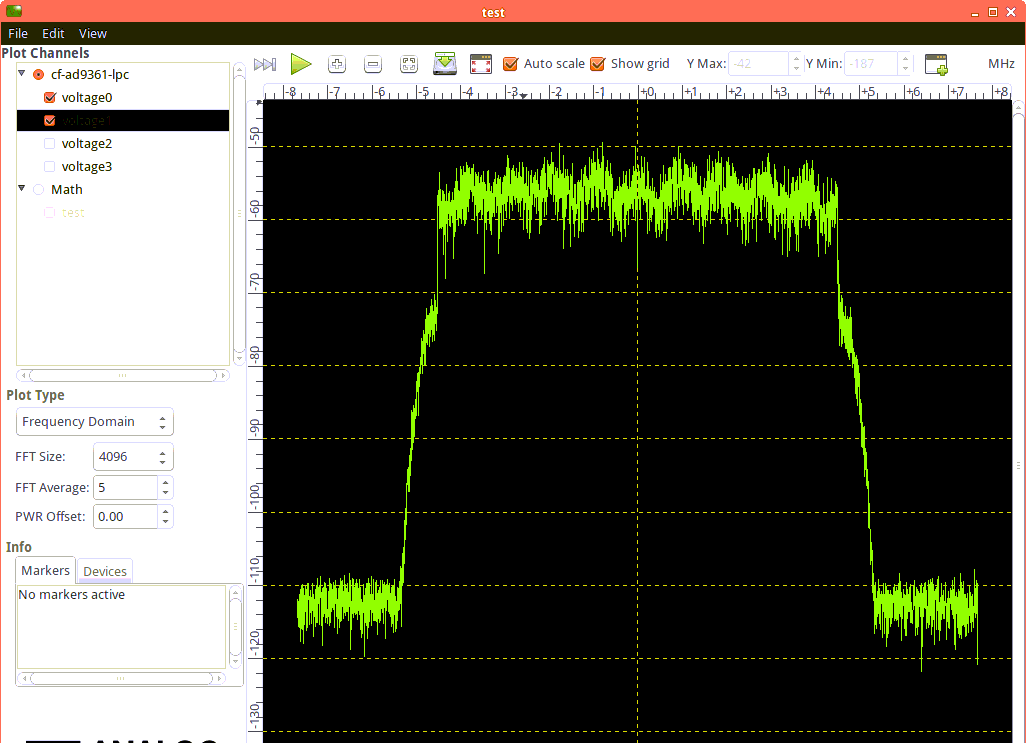 test
File Edit View
Plot Channels
cf-ad9361-lpc
voltage0
voltage1
voltage2
voltage3
Math
test
Auto scale Show grid Y Max: -42 Y Min: -187 MHz
-8 -7 -6 -5 -4 -3 -2 -1 +0 +1 +2 +3 +4 +5 +6 +7 +8
-50
-60
-70
-80
-90
-100
-110
-120
-130
Plot Type
Frequency Domain
FFT Size: 4096
FFT Average: 5
PWR Offset: 0.00
Info
Markers Devices
No markers active
ANALOG